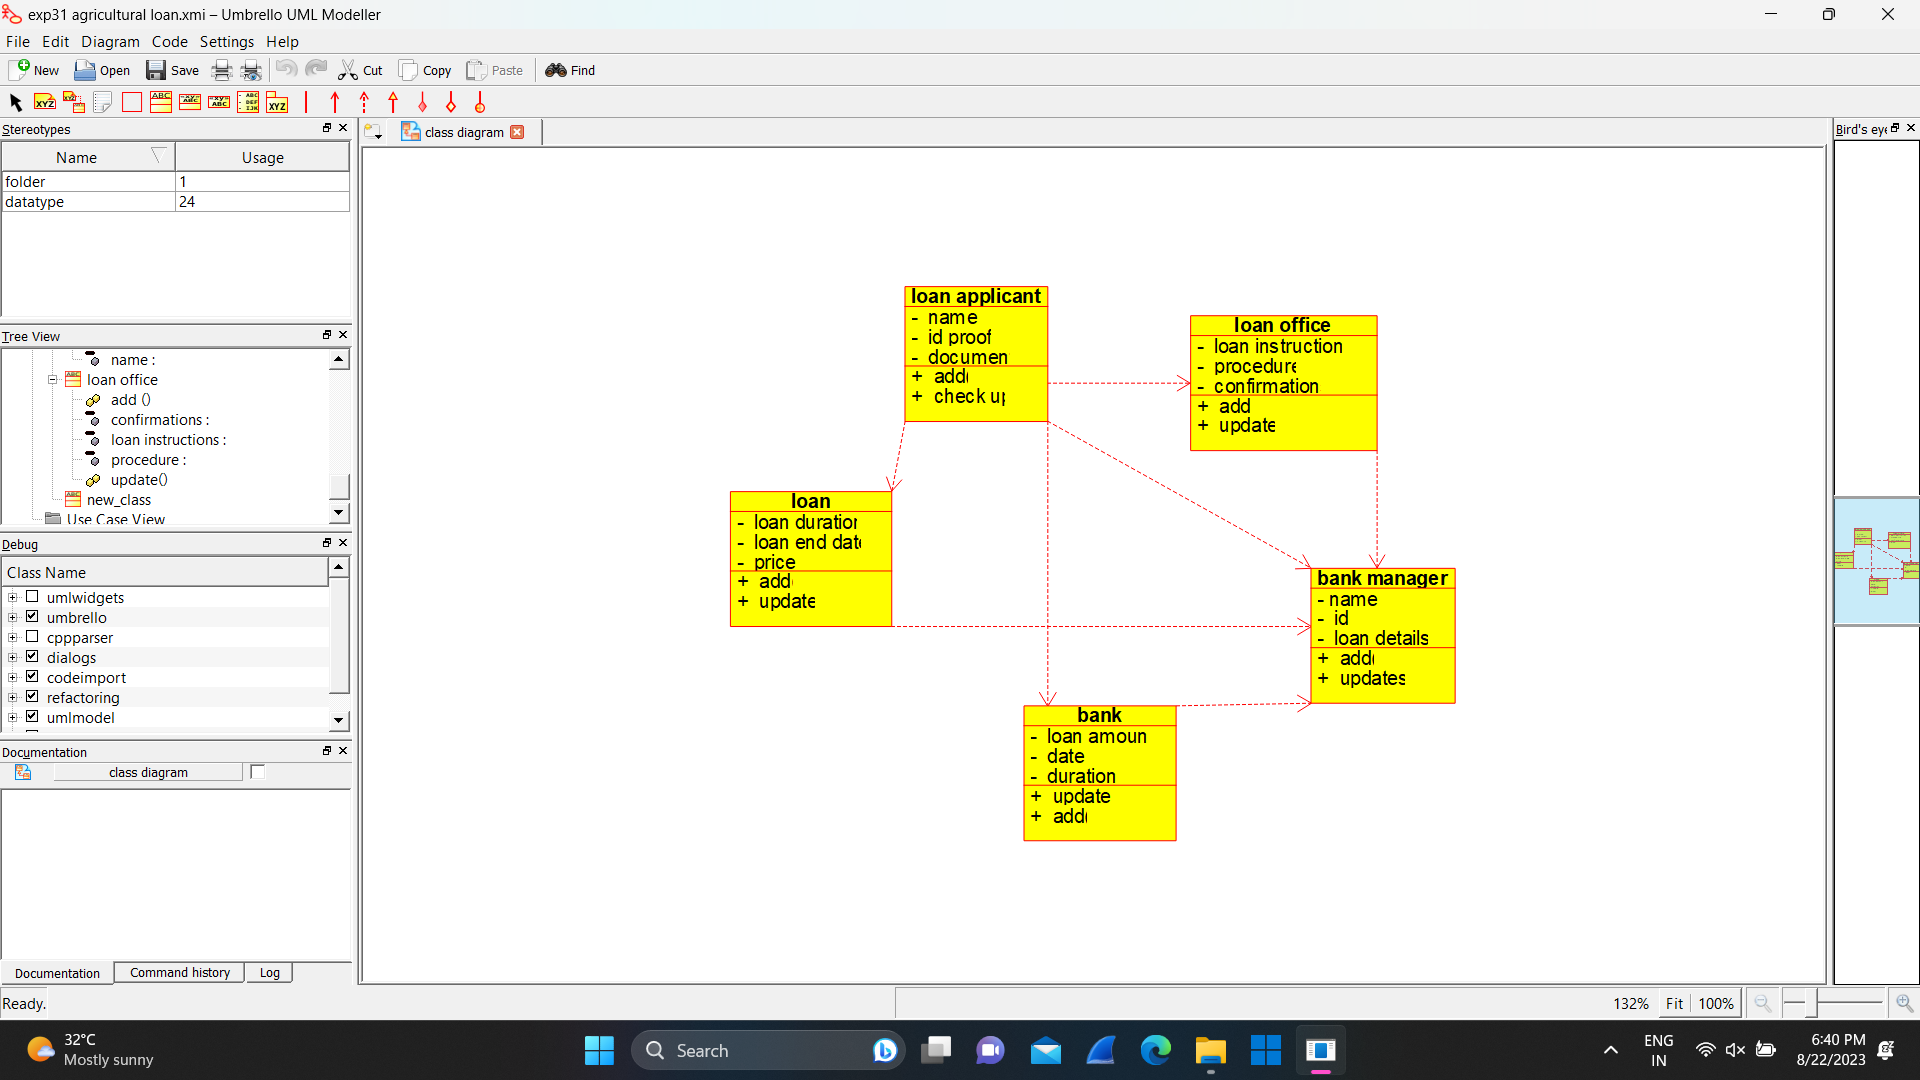 exp31 agricultural loan.xmi – Umbrello UML Modeller
File Edit Diagram Code Settings Help
New Open Save Cut Copy Paste Find
Stereotypes
Name Usage
folder 1
datatype 24
Tree View
name :
loan office
add ()
confirmations :
loan instructions :
procedure :
update()
new_class
Use Case View
Debug
Class Name
umlwidgets
umbrello
cppparser
dialogs
codeimport
refactoring
umlmodel
Documentation
class diagram
Documentation Command history Log
Ready.
class diagram
loan applicant
- name
- id proof
- documen
+ add(
+ check up
loan office
- loan instruction
- procedure
- confirmation
+ add
+ update
loan
- loan duration
- loan end date
- price
+ add
+ update
bank manager
- name
- id
- loan details
+ add(
+ updates
bank
- loan amoun
- date
- duration
+ update
+ add(
Bird's eye
132% Fit 100%
32°C
Mostly sunny
Search
ENG
IN
6:40 PM
8/22/2023